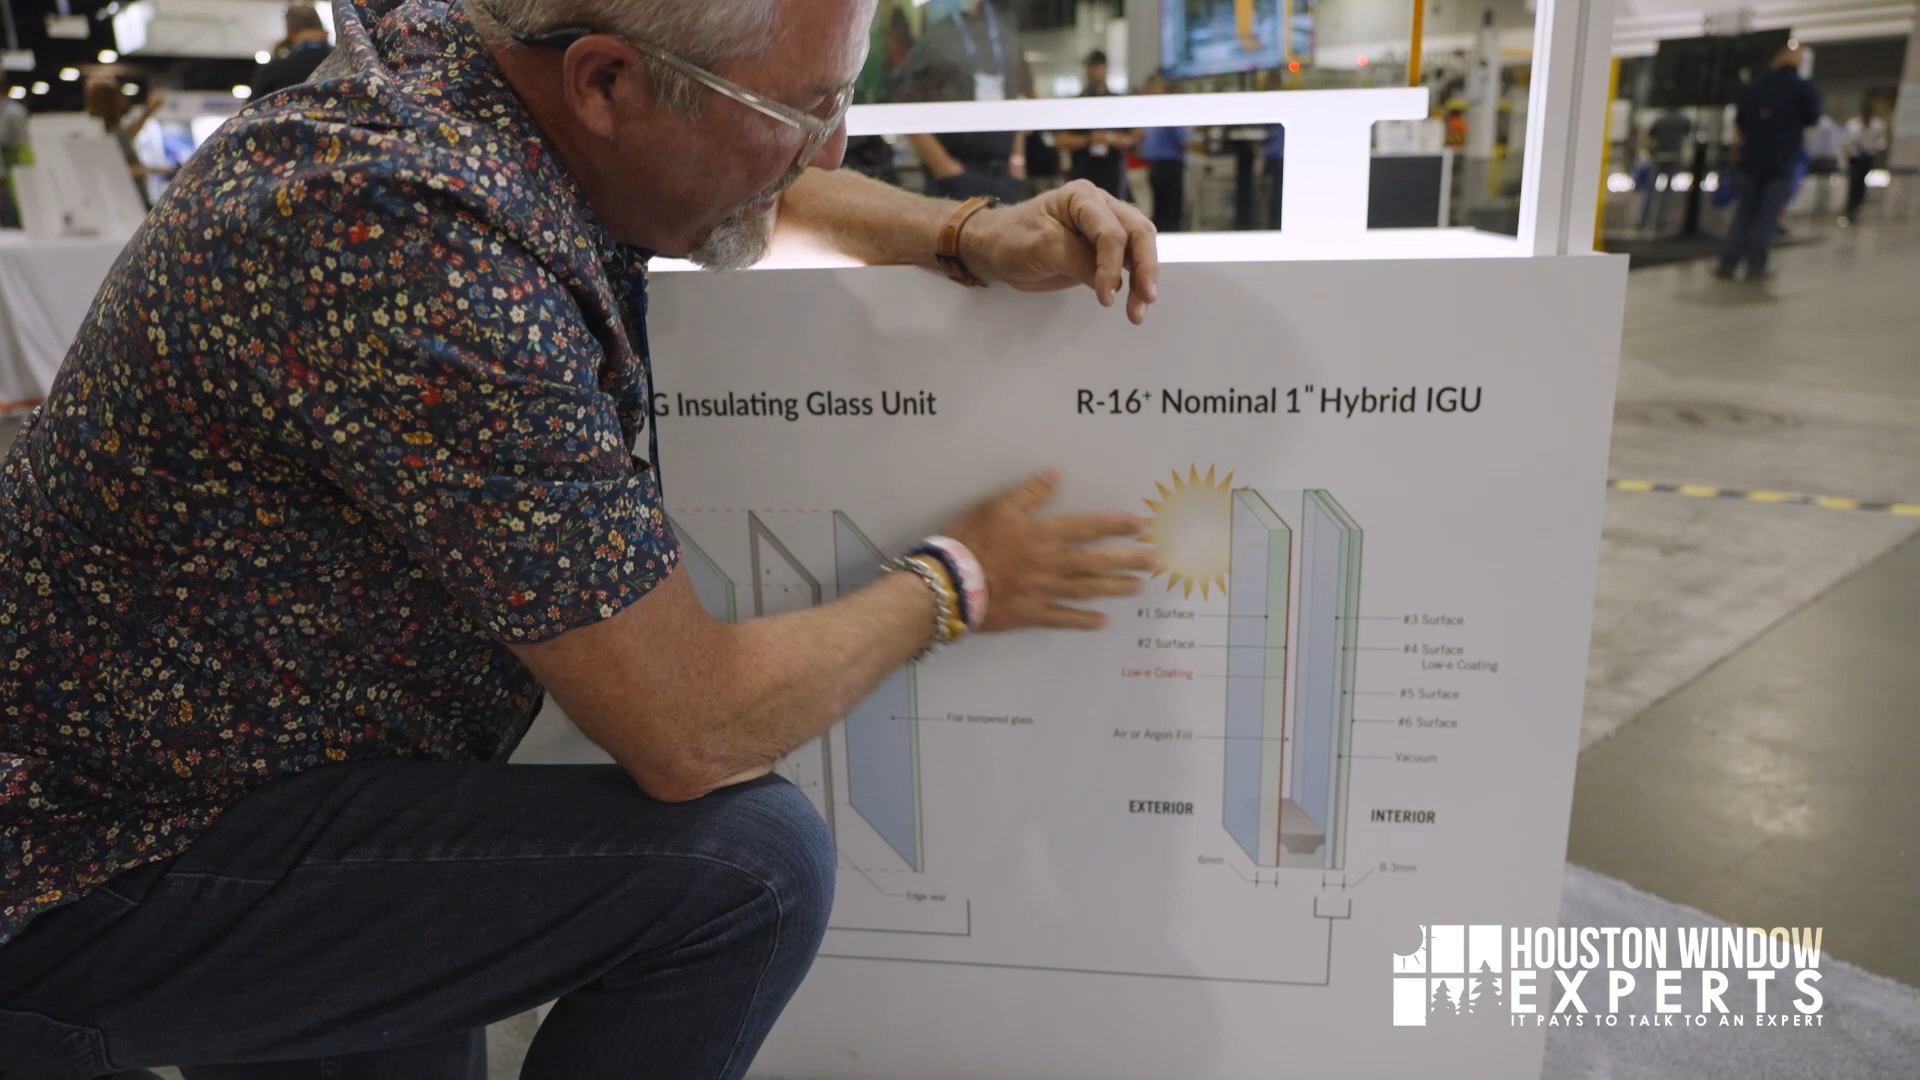 G Insulating Glass Unit
R-16⁺ Nominal 1" Hybrid IGU
#1 Surface
#2 Surface
Low-e Coating
Air or Argon Fill
EXTERIOR
6mm
#3 Surface
#4 Surface
Low-e Coating
#5 Surface
#6 Surface
Vacuum
INTERIOR
8.3mm
Flat tempered glass
Edge seal
HOUSTON WINDOW
EXPERTS
IT PAYS TO TALK TO AN EXPERT